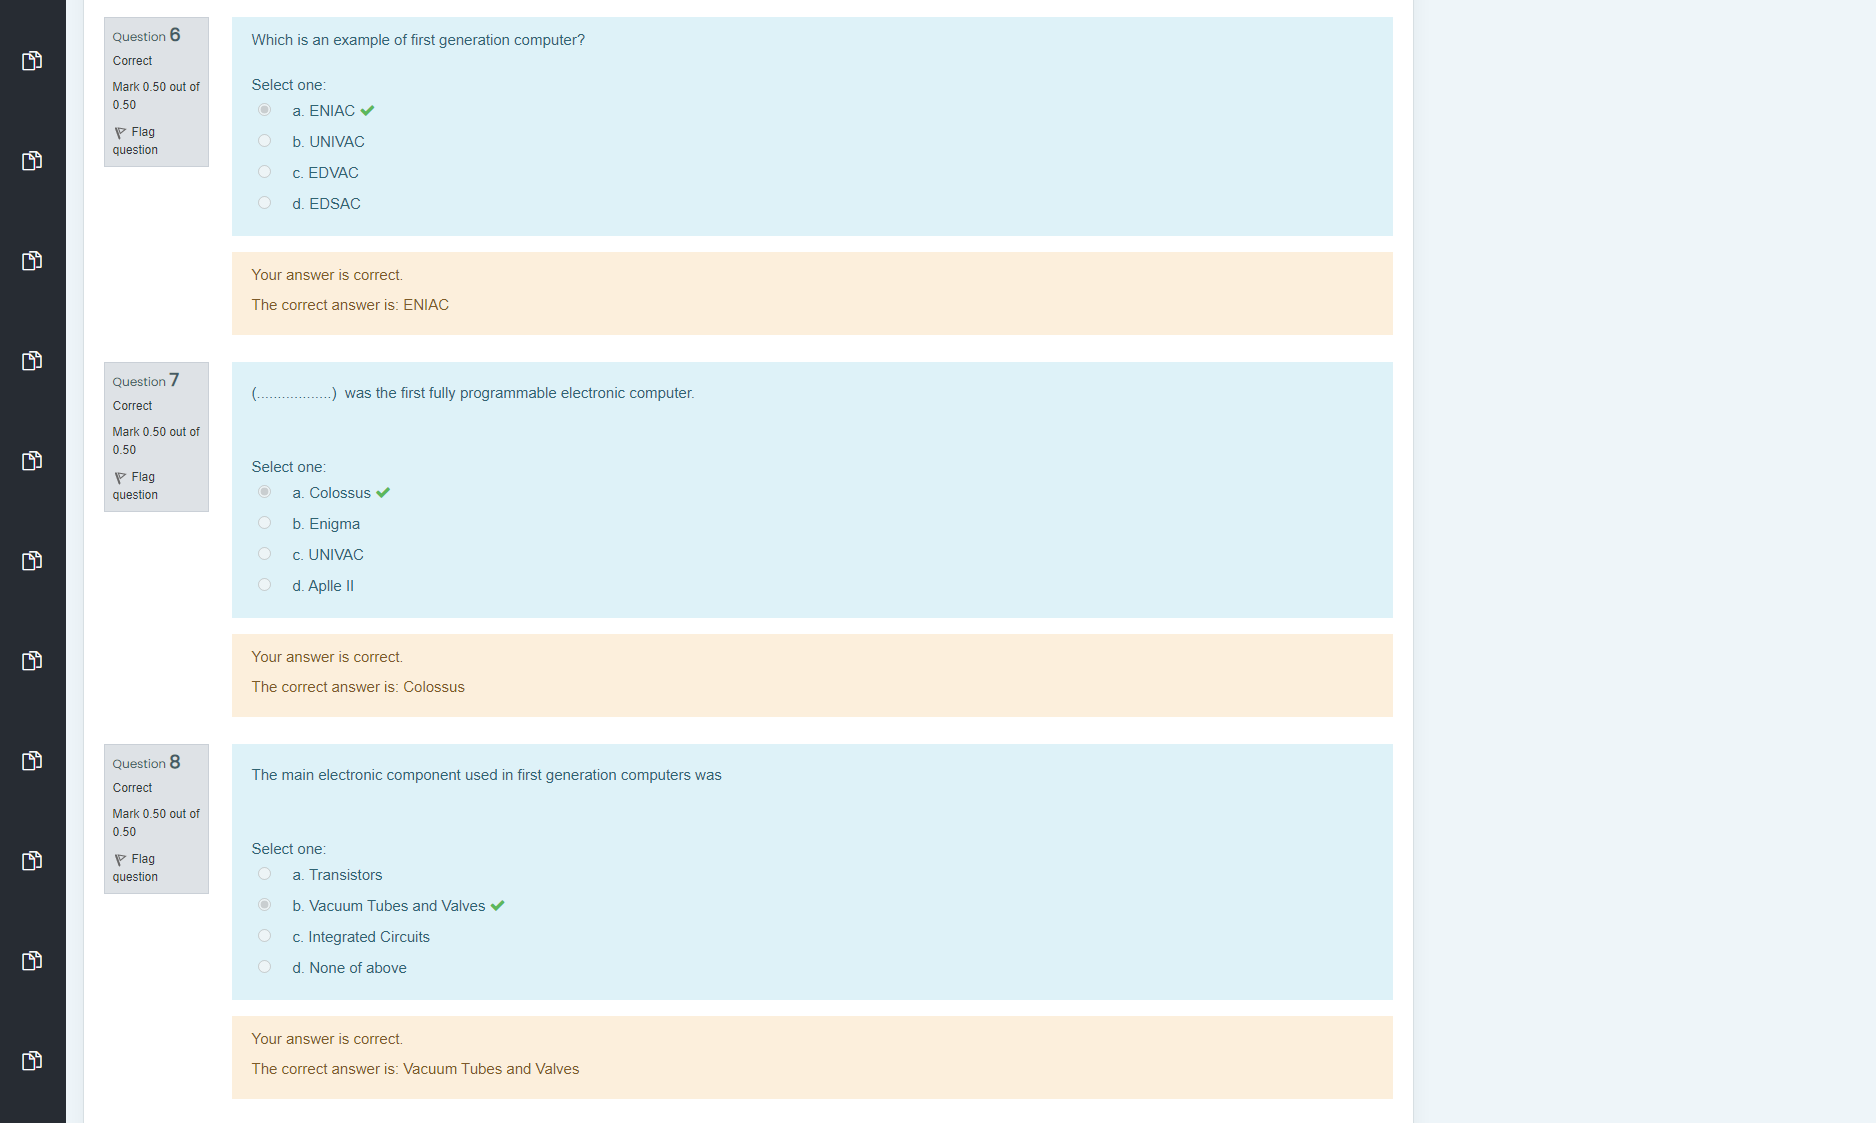 Question 6
Correct
Mark 0.50 out of
0.50
Flag
question
Which is an example of first generation computer?
Select one:
a. ENIAC
b. UNIVAC
c. EDVAC
d. EDSAC
Your answer is correct.
The correct answer is: ENIAC
Question 7
Correct
Mark 0.50 out of
0.50
Flag
question
(..................)  was the first fully programmable electronic computer.
Select one:
a. Colossus
b. Enigma
c. UNIVAC
d. Aplle II
Your answer is correct.
The correct answer is: Colossus
Question 8
Correct
Mark 0.50 out of
0.50
Flag
question
The main electronic component used in first generation computers was
Select one:
a. Transistors
b. Vacuum Tubes and Valves
c. Integrated Circuits
d. None of above
Your answer is correct.
The correct answer is: Vacuum Tubes and Valves